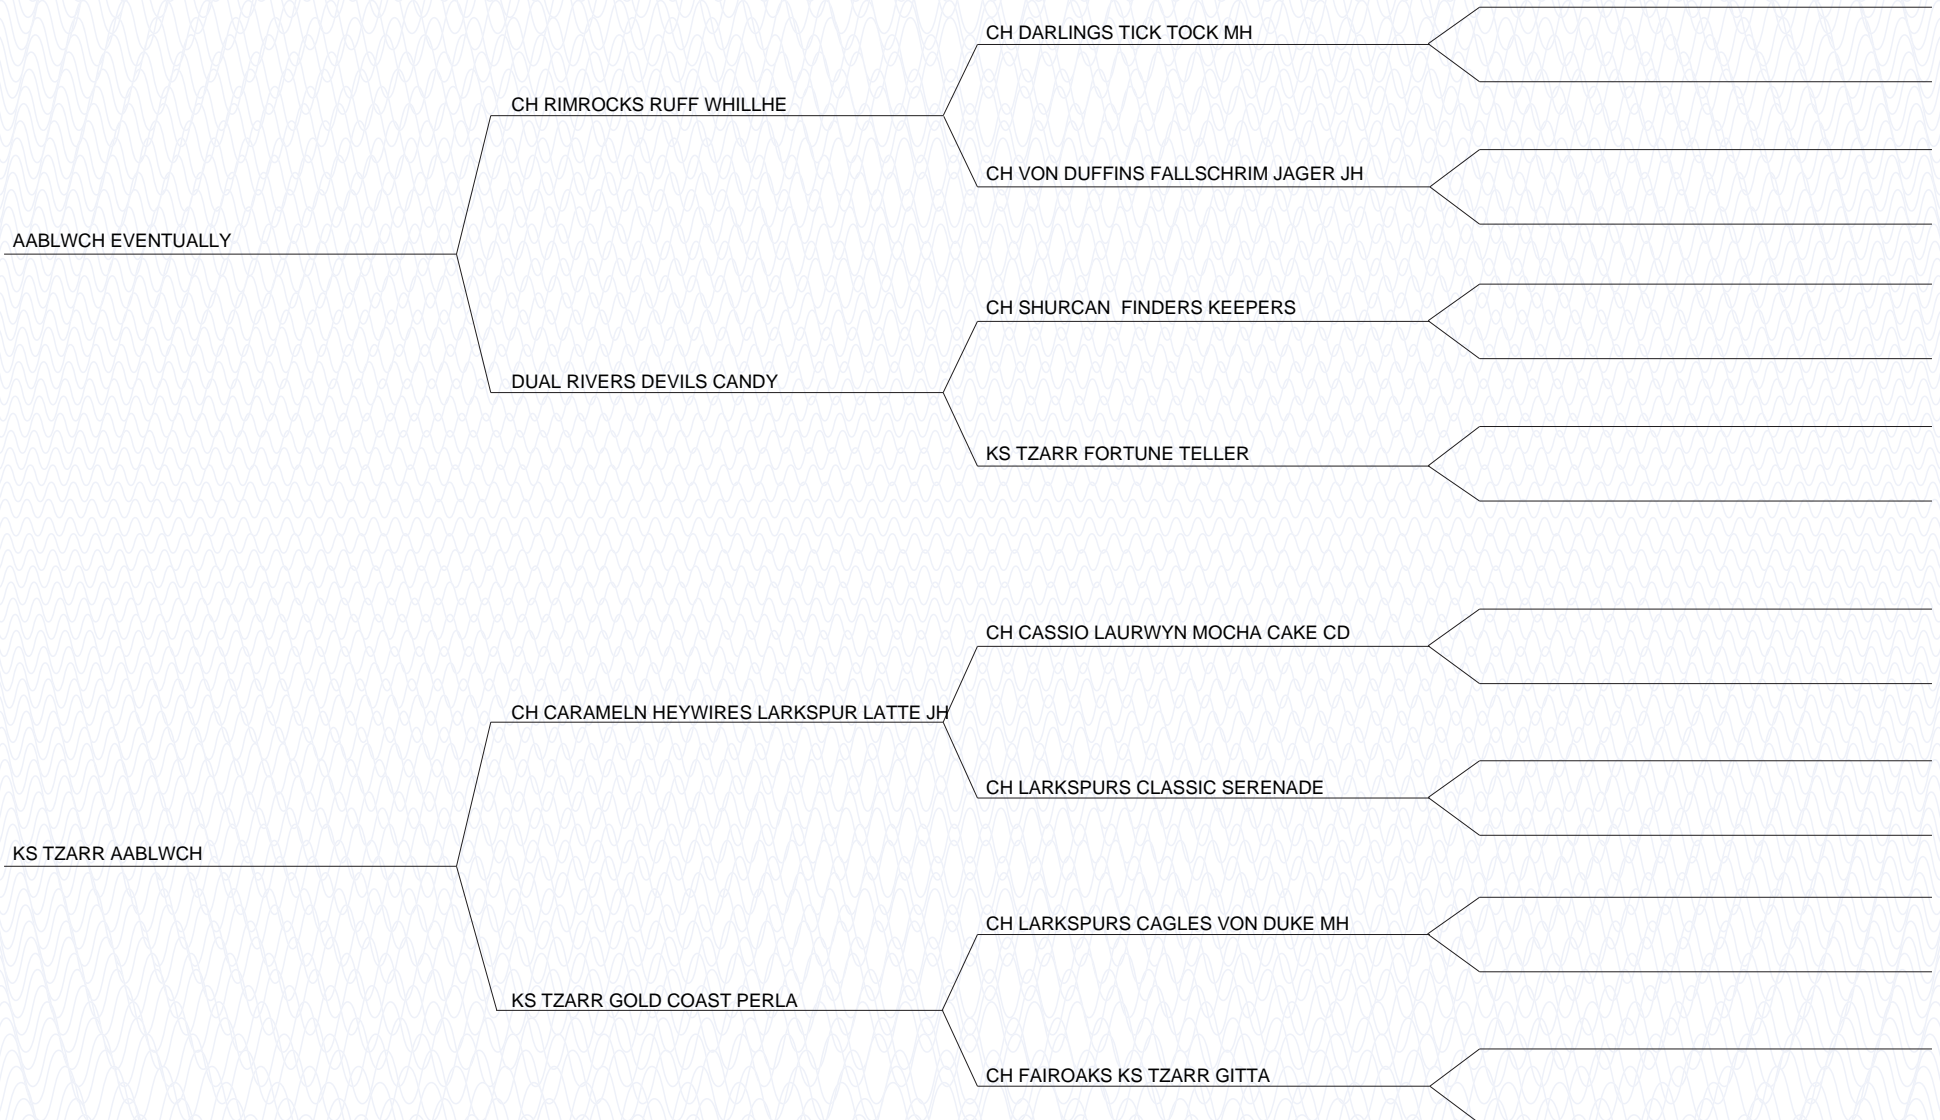 CH DARLINGS TICK TOCK MH
CH RIMROCKS RUFF WHILLHE
CH VON DUFFINS FALLSCHRIM JAGER JH
AABLWCH EVENTUALLY
CH SHURCAN  FINDERS KEEPERS
DUAL RIVERS DEVILS CANDY
KS TZARR FORTUNE TELLER
CH CASSIO LAURWYN MOCHA CAKE CD
CH CARAMELN HEYWIRES LARKSPUR LATTE JH
CH LARKSPURS CLASSIC SERENADE
KS TZARR AABLWCH
CH LARKSPURS CAGLES VON DUKE MH
KS TZARR GOLD COAST PERLA
CH FAIROAKS KS TZARR GITTA